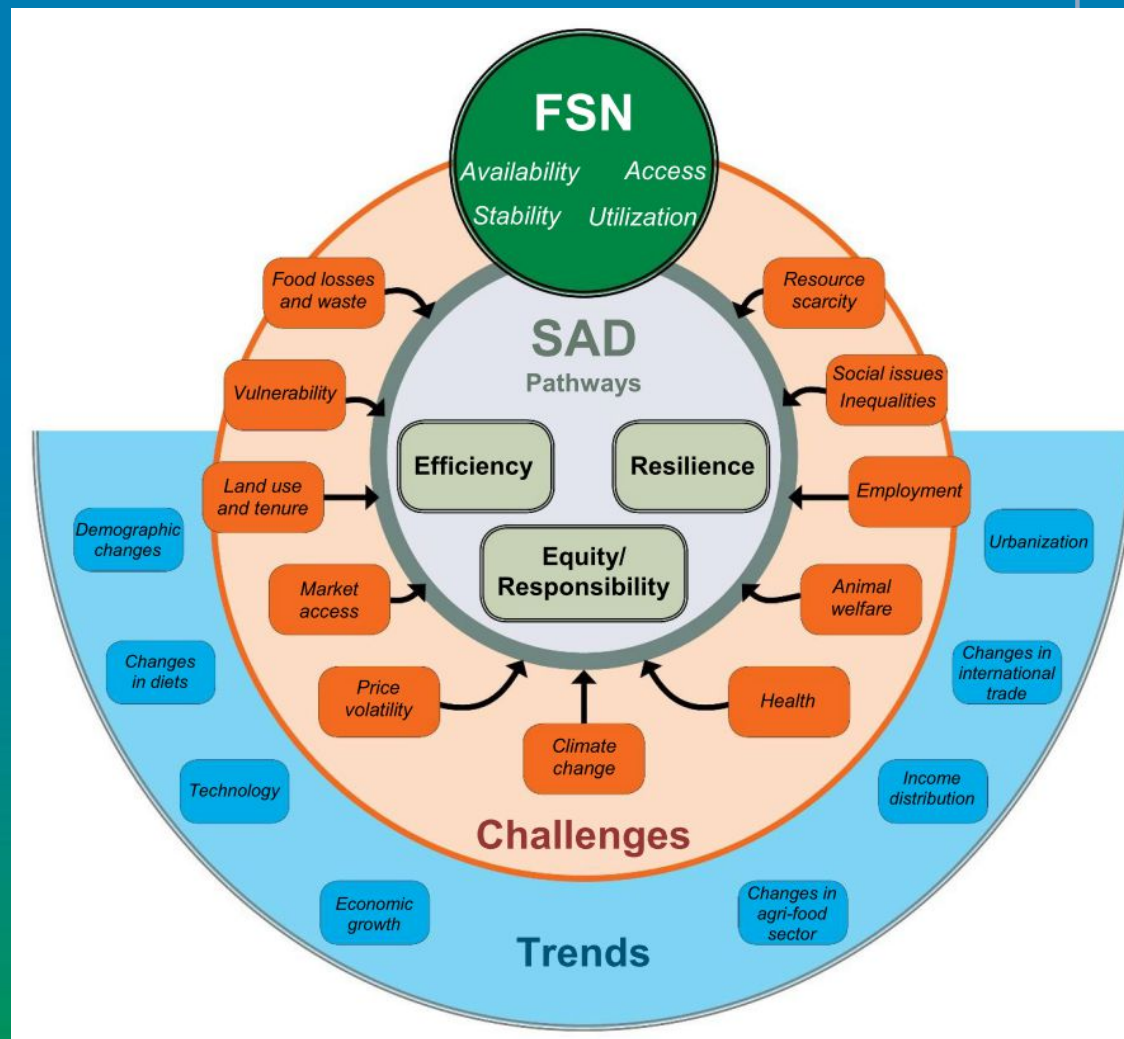 FSN
Availability Access
Stability Utilization
Food losses
and waste
Resource
scarcity
SAD
Pathways
Vulnerability
Social issues
Inequalities
Efficiency
Resilience
Land use
and tenure
Employment
Demographic
changes
Urbanization
Equity/
Responsibility
Market
access
Animal
welfare
Changes
in diets
Changes in
international
trade
Price
volatility
Health
Climate
change
Technology
Income
distribution
Challenges
Economic
growth
Changes in
agri-food
sector
Trends